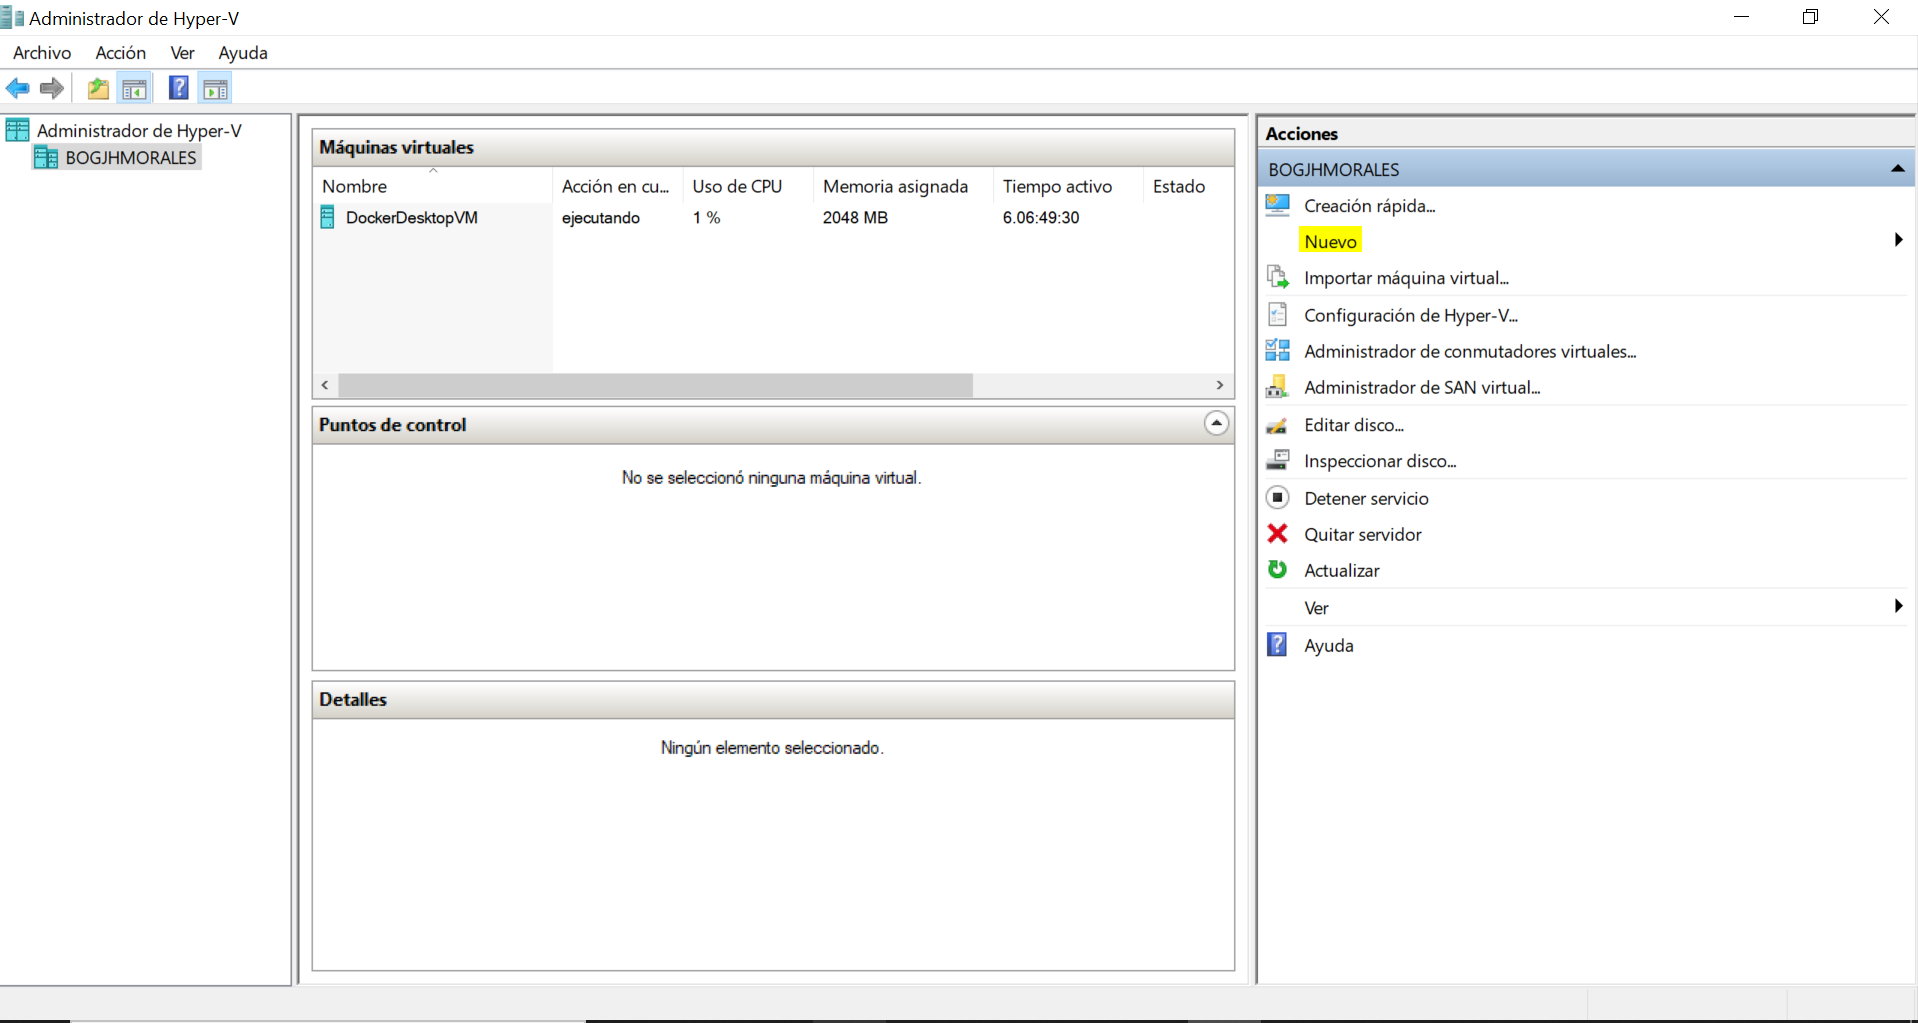 Administrador de Hyper-V
Archivo Acción Ver Ayuda
Administrador de Hyper-V
BOGJHMORALES
Máquinas virtuales
Nombre Acción en cu... Uso de CPU Memoria asignada Tiempo activo Estado
DockerDesktopVM ejecutando 1 % 2048 MB 6.06:49:30
Puntos de control
No se seleccionó ninguna máquina virtual.
Detalles
Ningún elemento seleccionado.
Acciones
BOGJHMORALES
Creación rápida...
Nuevo
Importar máquina virtual...
Configuración de Hyper-V...
Administrador de conmutadores virtuales...
Administrador de SAN virtual...
Editar disco...
Inspeccionar disco...
Detener servicio
Quitar servidor
Actualizar
Ver
Ayuda